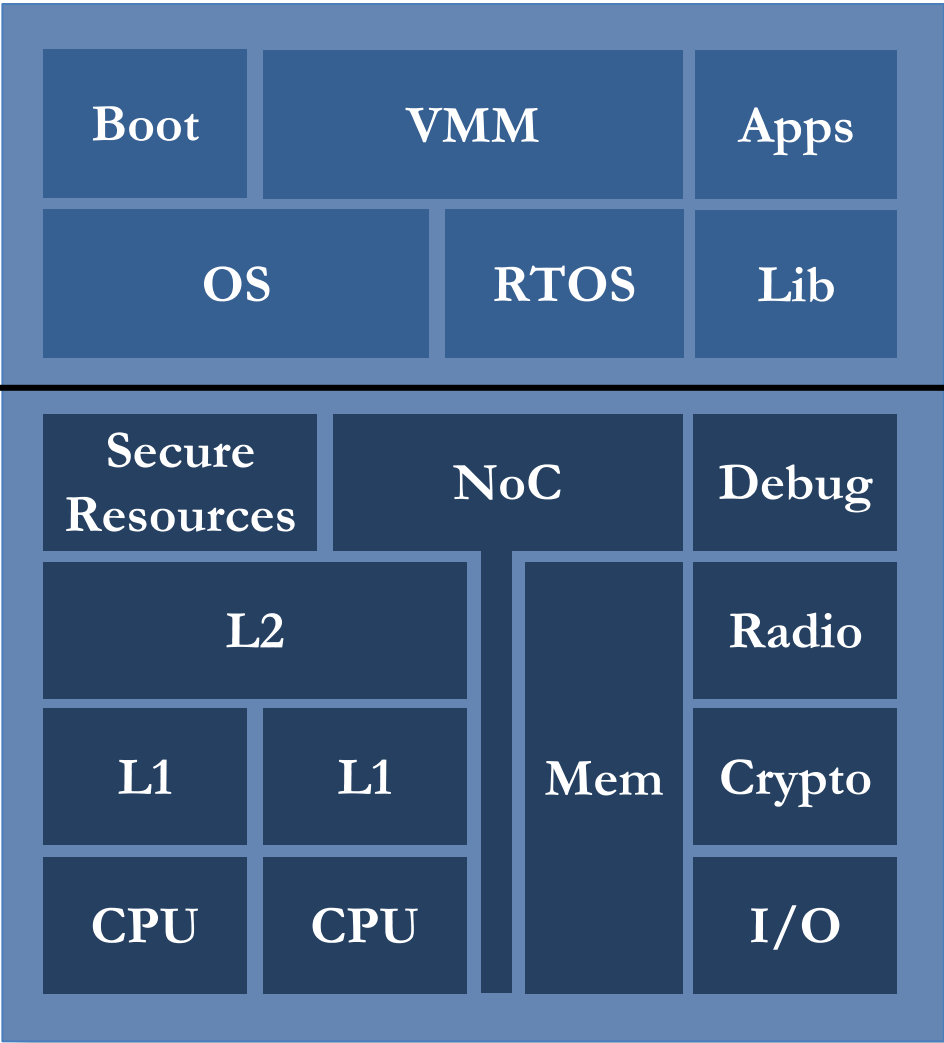 Boot
VMM
Apps
OS
RTOS
Lib
Secure
Resources
NoC
Debug
L2
Radio
L1
L1
Mem
Crypto
CPU
CPU
I/O